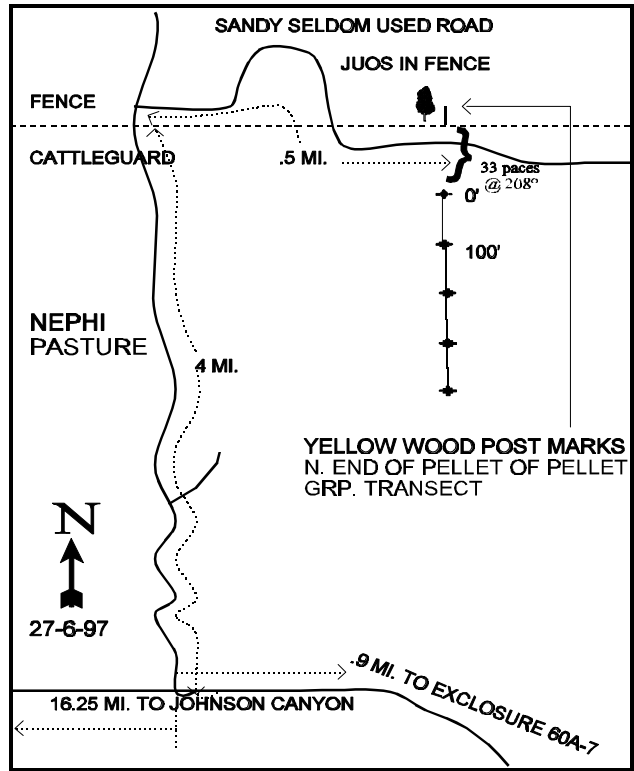 SANDY SELDOM USED ROAD
JUOS IN FENCE
FENCE
CATTLEGUARD
.5 MI.
33 paces
@ 208°
0'
100'
NEPHI
PASTURE
4 MI.
YELLOW WOOD POST MARKS
N. END OF PELLET OF PELLET
GRP. TRANSECT
N
27-6-97
.9 MI. TO EXCLOSURE 60A-7
16.25 MI. TO JOHNSON CANYON